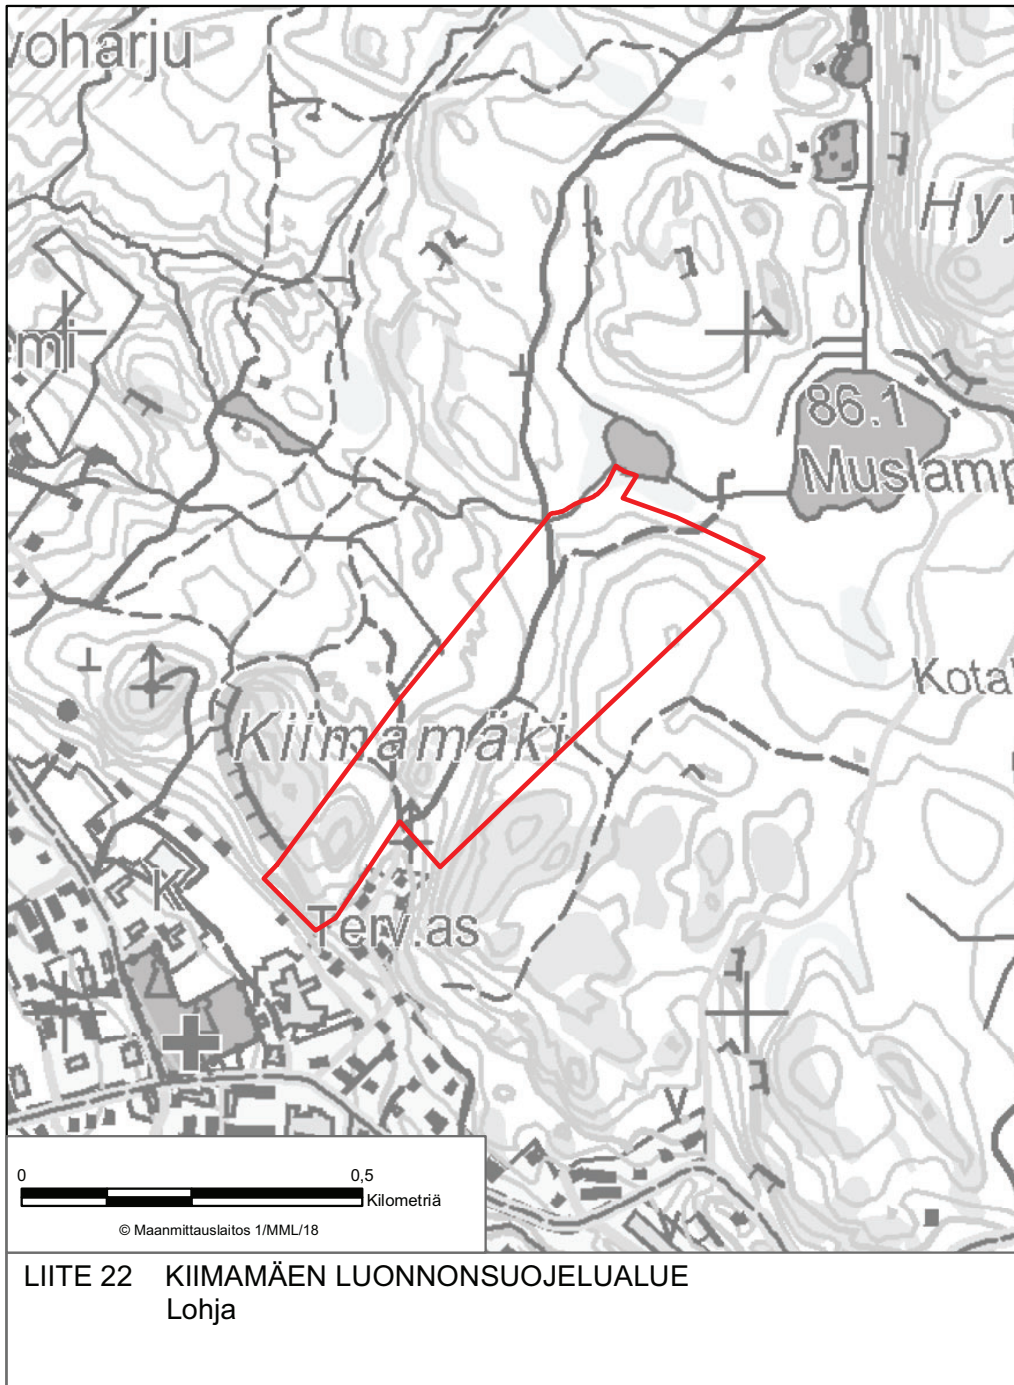 voharju
Hyy
emi
86.1
Muslamp
Kotal
Kiimamäki
K
Terv.as
V
0 0,5
Kilometriä
© Maanmittauslaitos 1/MML/18
LIITE 22 KIIMAMÄEN LUONNONSUOJELUALUE
Lohja